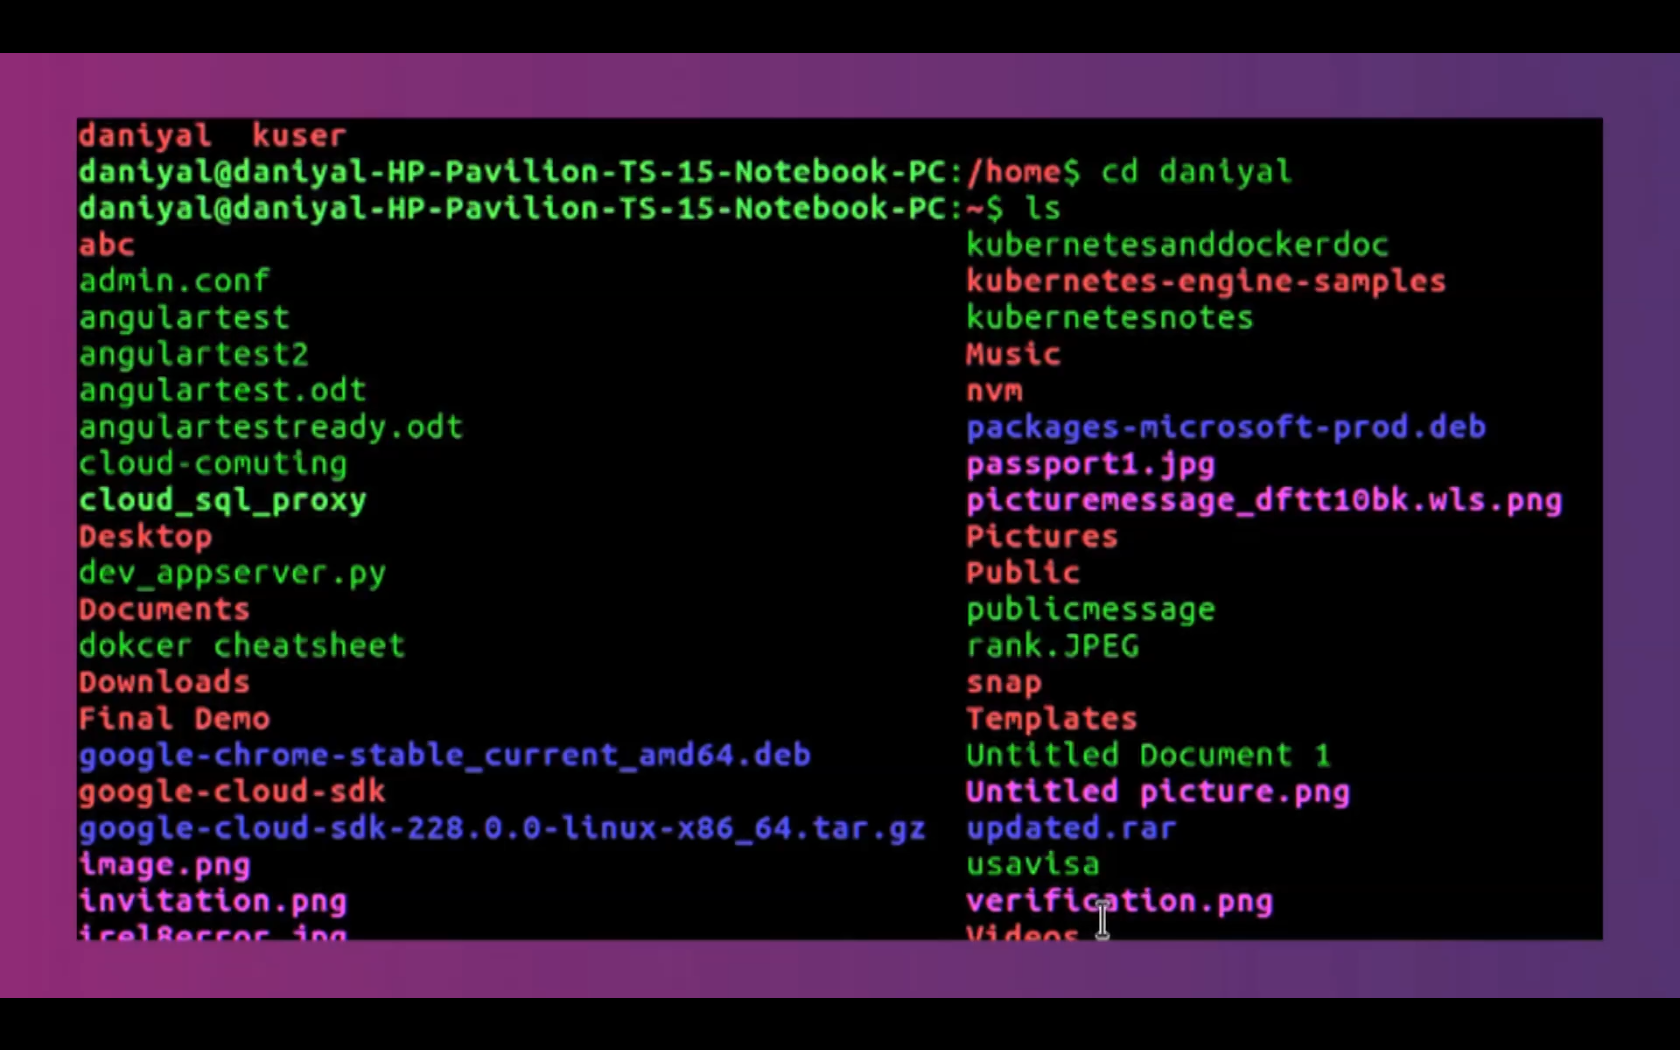 daniyal  kuser
daniyal@daniyal-HP-Pavilion-TS-15-Notebook-PC:/home$ cd daniyal
daniyal@daniyal-HP-Pavilion-TS-15-Notebook-PC:~$ ls
abc kubernetesanddockerdoc
admin.conf kubernetes-engine-samples
angulartest kubernetesnotes
angulartest2 Music
angulartest.odt nvm
angulartestready.odt packages-microsoft-prod.deb
cloud-comuting passport1.jpg
cloud_sql_proxy picturemessage_dftt10bk.wls.png
Desktop Pictures
dev_appserver.py Public
Documents publicmessage
dokcer cheatsheet rank.JPEG
Downloads snap
Final Demo Templates
google-chrome-stable_current_amd64.deb Untitled Document 1
google-cloud-sdk Untitled picture.png
google-cloud-sdk-228.0.0-linux-x86_64.tar.gz updated.rar
image.png usavisa
invitation.png verification.png
irel8error.jpg Videos